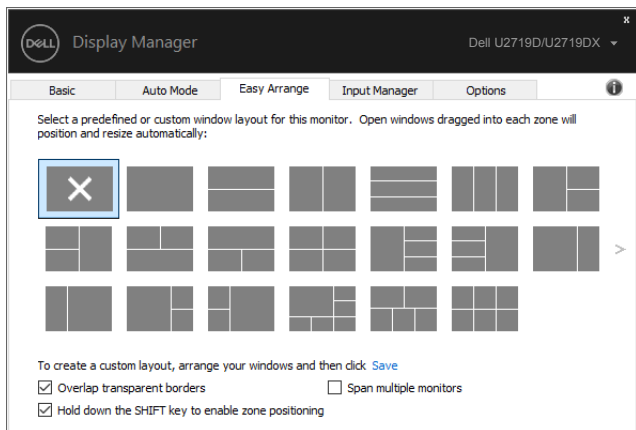 x
DELL Display Manager Dell U2719D/U2719DX
Basic Auto Mode Easy Arrange Input Manager Options
Select a predefined or custom window layout for this monitor. Open windows dragged into each zone will
position and resize automatically:
To create a custom layout, arrange your windows and then click Save
Overlap transparent borders Span multiple monitors
Hold down the SHIFT key to enable zone positioning